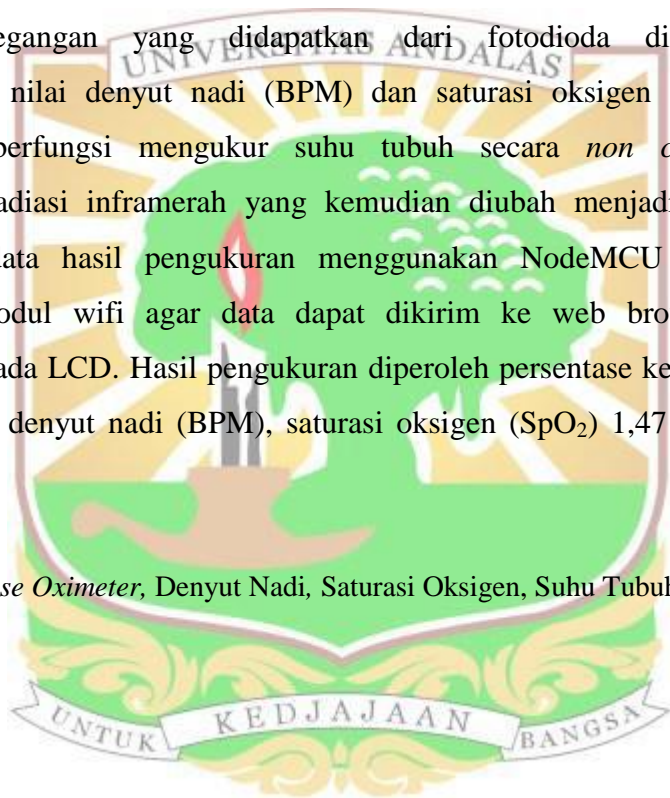 egangan yang didapatkan dari fotodioda di
UNIVERSITAS ANDALAS
nilai denyut nadi (BPM) dan saturasi oksigen
berfungsi mengukur suhu tubuh secara non c
adiasi inframerah yang kemudian diubah menjadi
ata hasil pengukuran menggunakan NodeMCU
odul wifi agar data dapat dikirim ke web bro
ada LCD. Hasil pengukuran diperoleh persentase ke
denyut nadi (BPM), saturasi oksigen (SpO₂) 1,47
se Oximeter, Denyut Nadi, Saturasi Oksigen, Suhu Tubuh
UNTUK KEDJAJAAN BANGSA